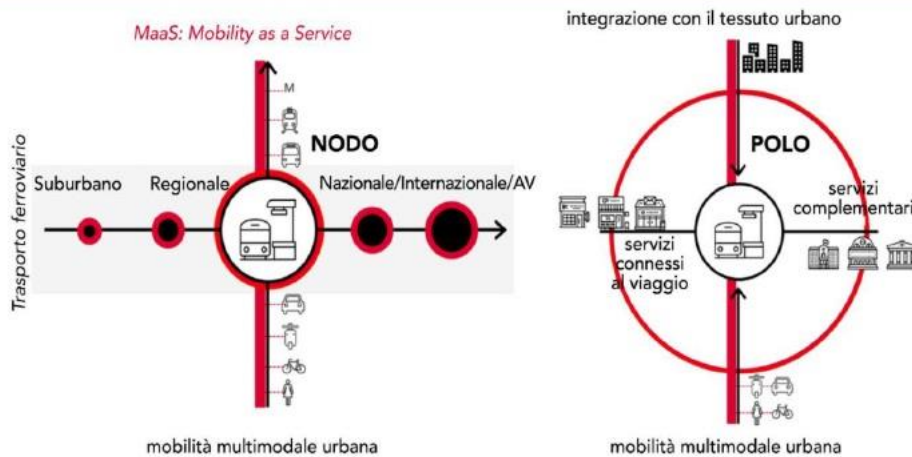 MaaS: Mobility as a Service
M
NODO
Trasporto ferroviario
Suburbano
Regionale
Nazionale/Internazionale/AV
mobilità multimodale urbana
integrazione con il tessuto urbano
POLO
servizi
complementari
servizi
connessi
al viaggio
mobilità multimodale urbana